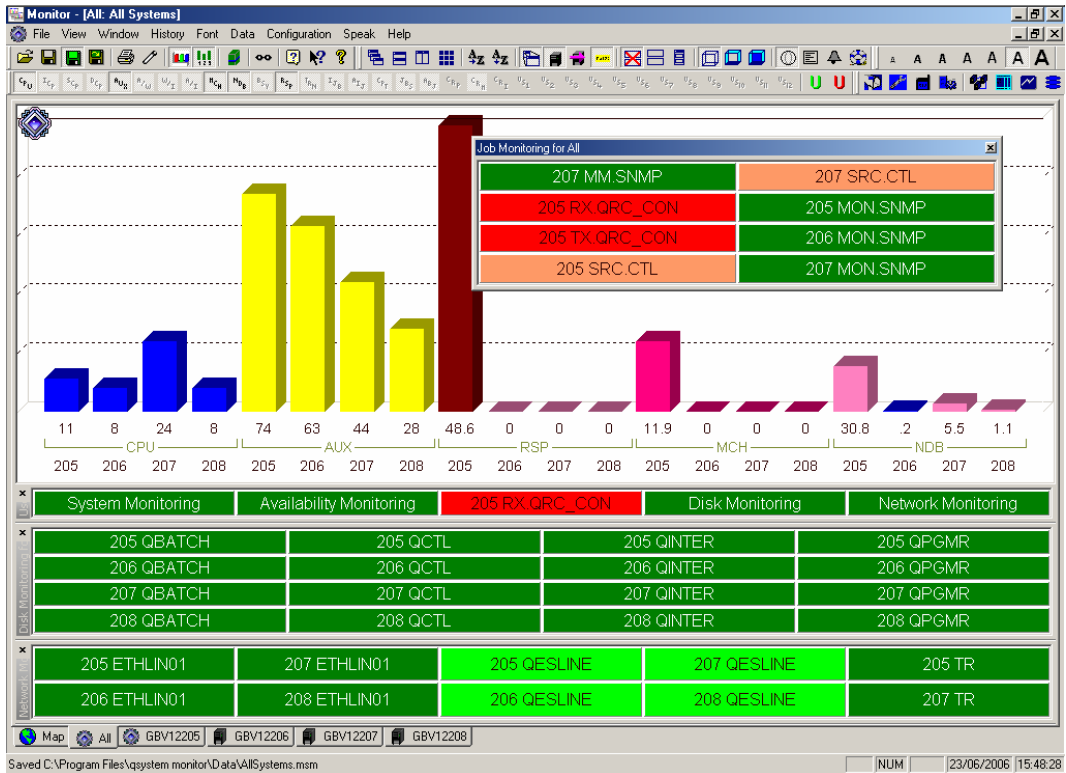 Monitor - [All: All Systems]
File View Window History Font Data Configuration Speak Help
Job Monitoring for All
207 MM.SNMP 207 SRC.CTL
205 RX.QRC_CON 205 MON.SNMP
205 TX.QRC_CON 206 MON.SNMP
205 SRC.CTL 207 MON.SNMP
11 8 24 8 74 63 44 28 48.6 0 0 0 11.9 0 0 0 30.8 .2 5.5 1.1
CPU AUX RSP MCH NDB
205 206 207 208 205 206 207 208 205 206 207 208 205 206 207 208 205 206 207 208
System Monitoring Availability Monitoring 205 RX.QRC_CON Disk Monitoring Network Monitoring
Disk Monitoring
205 QBATCH 205 QCTL 205 QINTER 205 QPGMR
206 QBATCH 206 QCTL 206 QINTER 206 QPGMR
207 QBATCH 207 QCTL 207 QINTER 207 QPGMR
208 QBATCH 208 QCTL 208 QINTER 208 QPGMR
Network
205 ETHLIN01 207 ETHLIN01 205 QESLINE 207 QESLINE 205 TR
206 ETHLIN01 208 ETHLIN01 206 QESLINE 208 QESLINE 207 TR
Map All GBV12205 GBV12206 GBV12207 GBV12208
Saved C:\Program Files\qsystem monitor\Data\AllSystems.msm NUM 23/06/2006 15:48:28